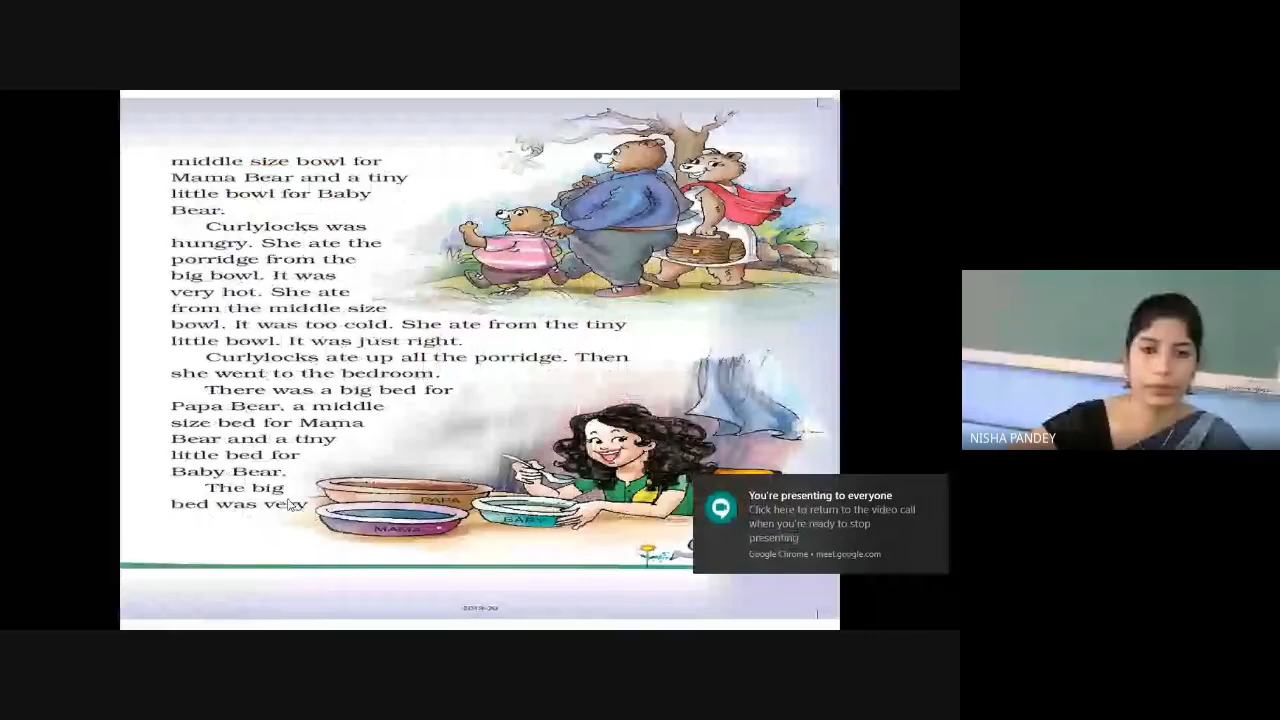 middle size bowl for
Mama Bear and a tiny
little bowl for Baby
Bear.
Curlylocks was
hungry. She ate the
porridge from the
big bowl. It was
very hot. She ate
from the middle size
bowl. It was too cold. She ate from the tiny
little bowl. It was just right.
Curlylocks ate up all the porridge. Then
she went to the bedroom.
There was a big bed for
Papa Bear, a middle
size bed for Mama
Bear and a tiny
little bed for
Baby Bear.
The big
bed was very
PAPA
MAMA
BABY
You're presenting to everyone
Click here to return to the video call
when you're ready to stop
presenting
Google Chrome • meet.google.com
NISHA PANDEY